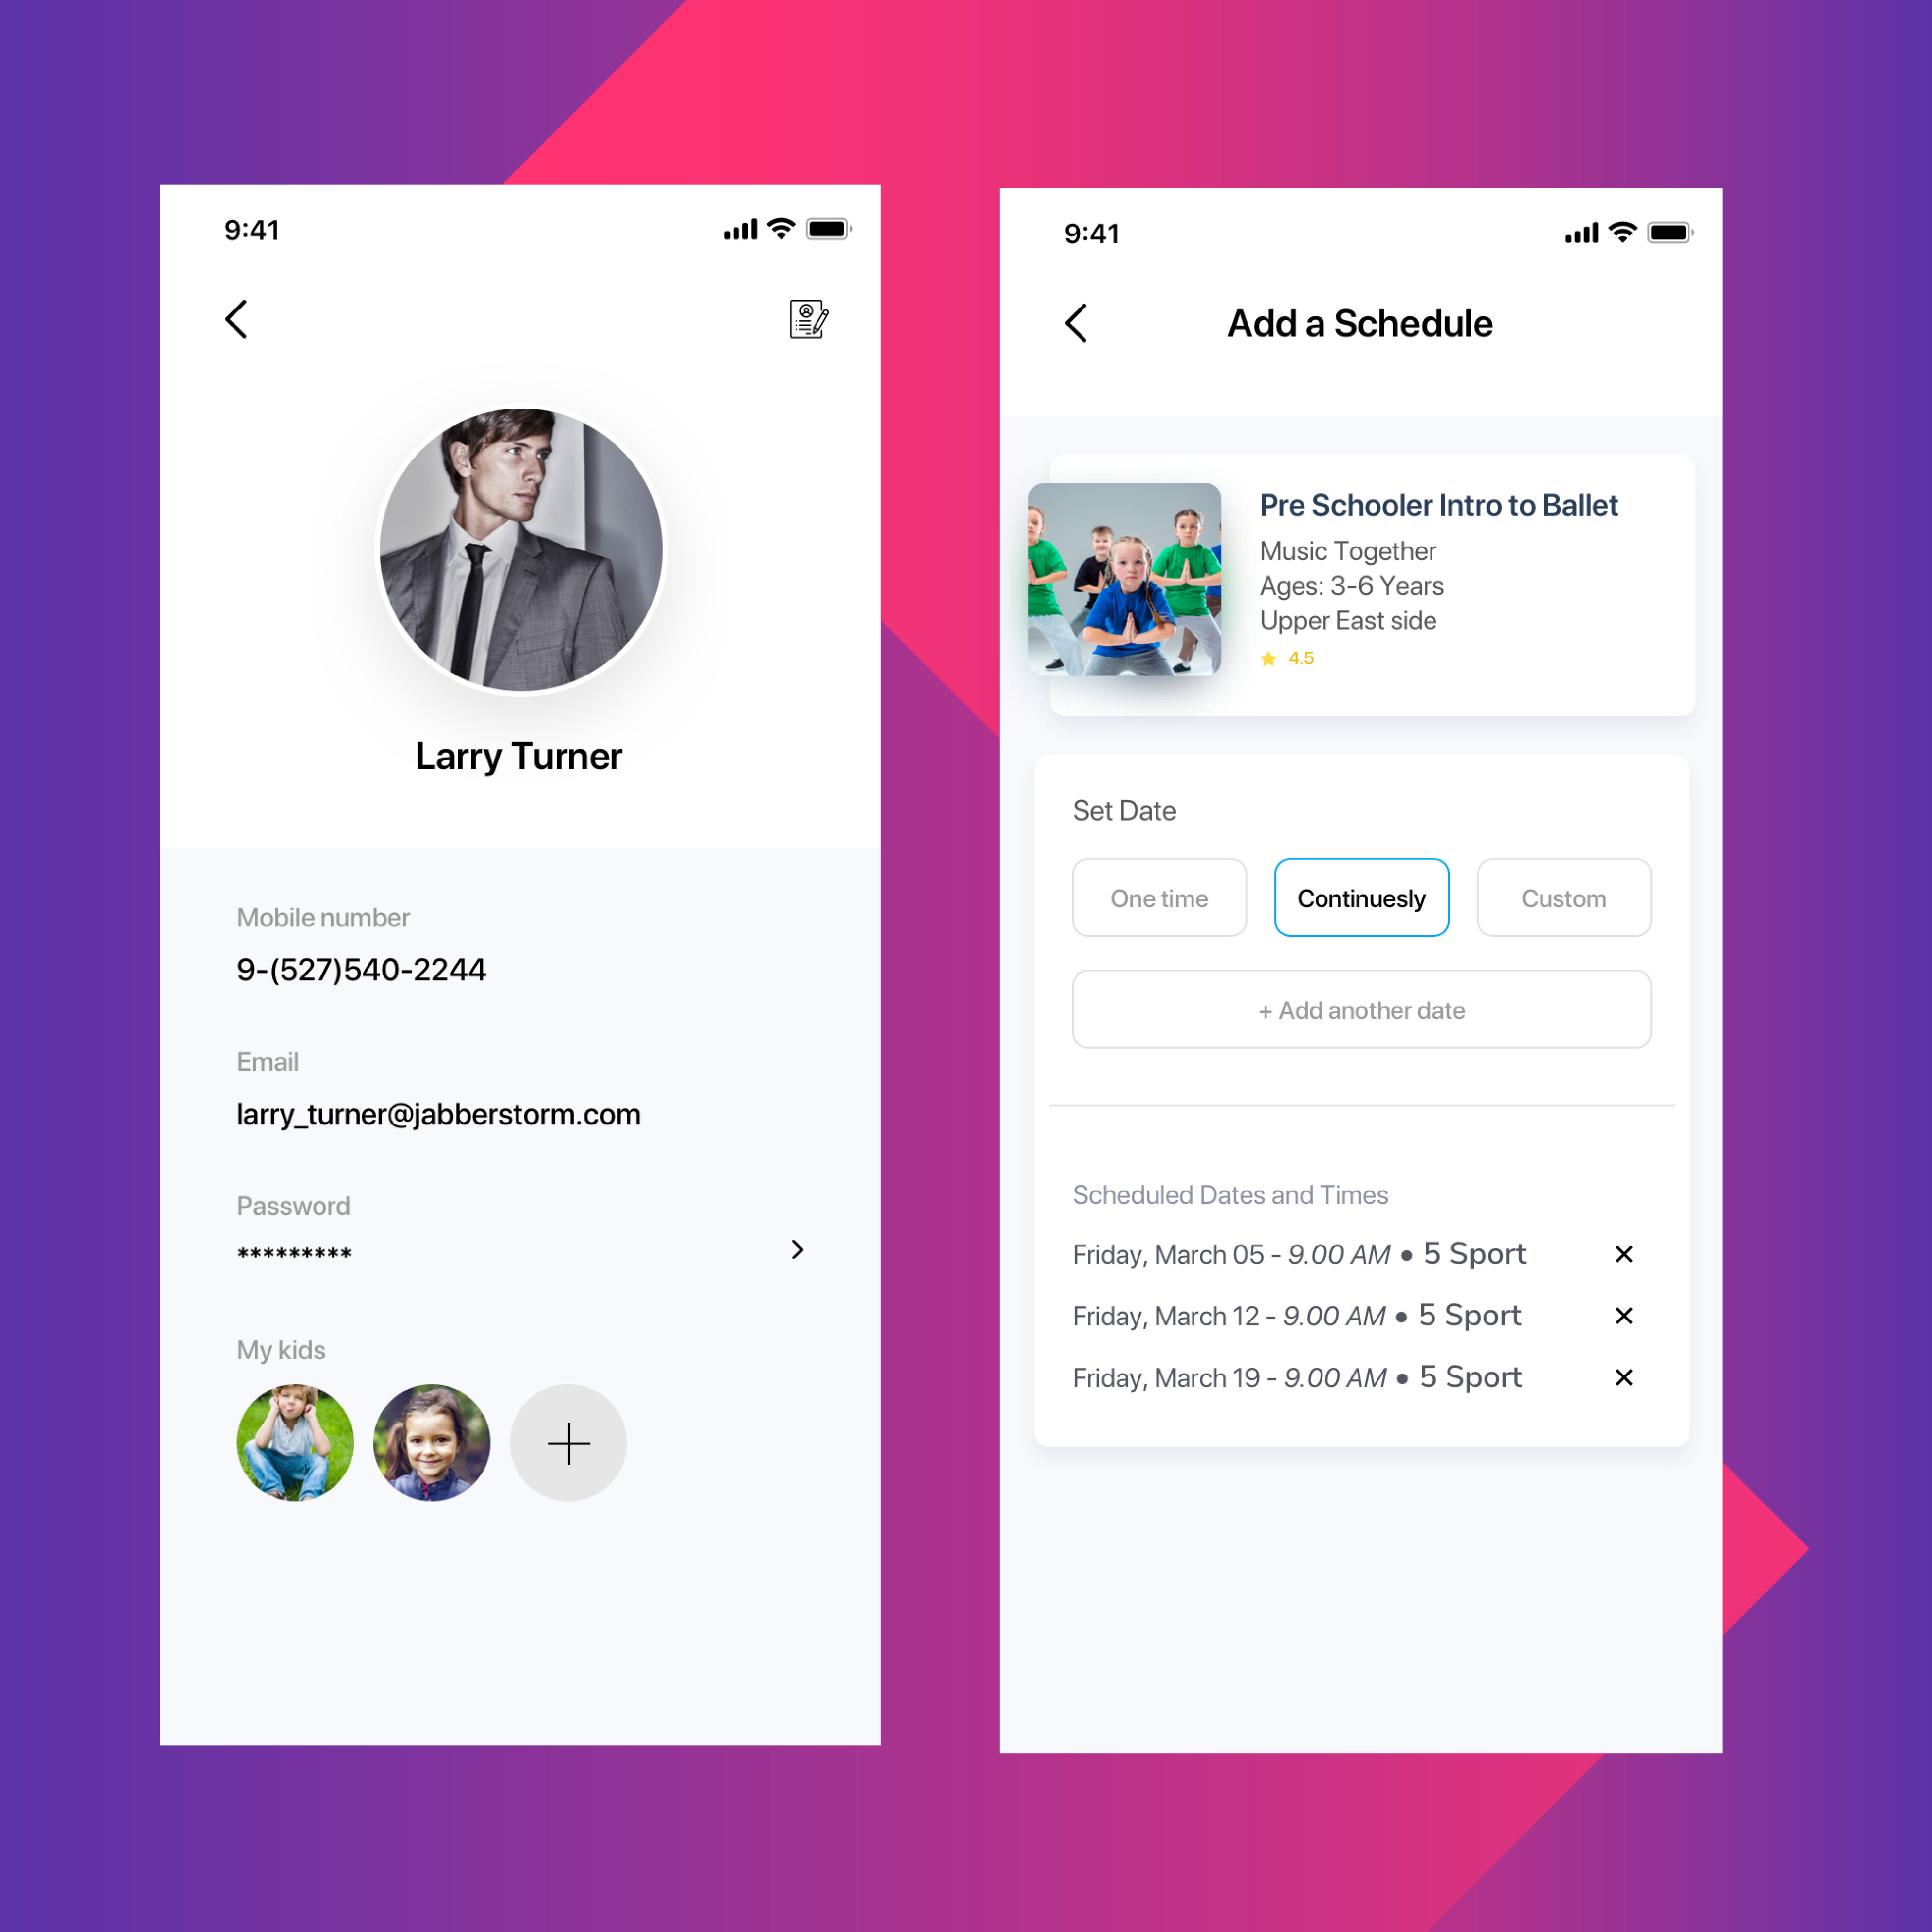 9:41
Larry Turner
Mobile number
9-(527)540-2244
Email
larry_turner@jabberstorm.com
Password
*********
My kids
9:41
Add a Schedule
Pre Schooler Intro to Ballet
Music Together
Ages: 3-6 Years
Upper East side
4.5
Set Date
One time
Continuesly
Custom
+ Add another date
Scheduled Dates and Times
Friday, March 05 - 9.00 AM • 5 Sport
Friday, March 12 - 9.00 AM • 5 Sport
Friday, March 19 - 9.00 AM • 5 Sport